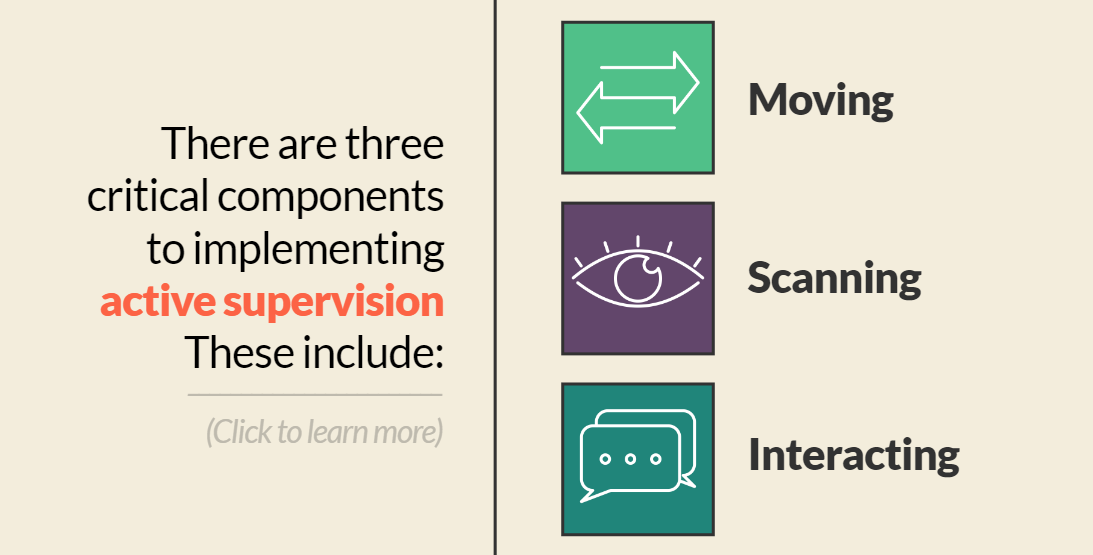 There are three
critical components
to implementing
active supervision
These include:
(Click to learn more)
Moving
Scanning
Interacting